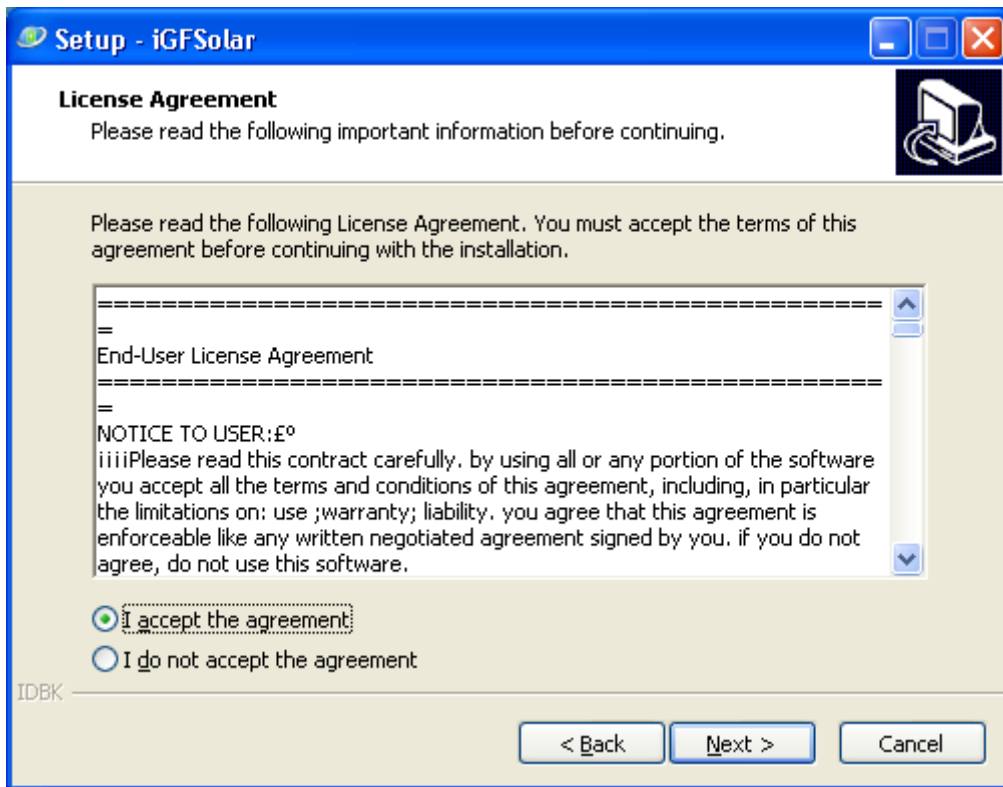 Setup - iGFSolar
License Agreement
Please read the following important information before continuing.
Please read the following License Agreement. You must accept the terms of this
agreement before continuing with the installation.
=================================================
=
End-User License Agreement
=================================================
=
NOTICE TO USER:£º
¡¡¡¡Please read this contract carefully. by using all or any portion of the software
you accept all the terms and conditions of this agreement, including, in particular
the limitations on: use ;warranty; liability. you agree that this agreement is
enforceable like any written negotiated agreement signed by you. if you do not
agree, do not use this software.
I accept the agreement
I do not accept the agreement
IDBK
< Back
Next >
Cancel